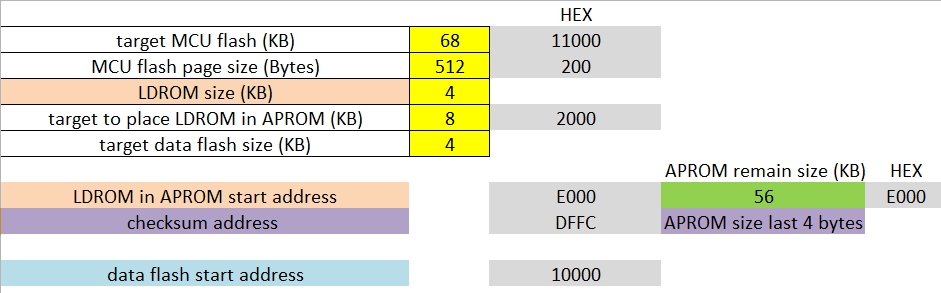 HEX
target MCU flash (KB) 68 11000
MCU flash page size (Bytes) 512 200
LDROM size (KB) 4
target to place LDROM in APROM (KB) 8 2000
target data flash size (KB) 4
APROM remain size (KB) HEX
LDROM in APROM start address E000 56 E000
checksum address DFFC APROM size last 4 bytes
data flash start address 10000